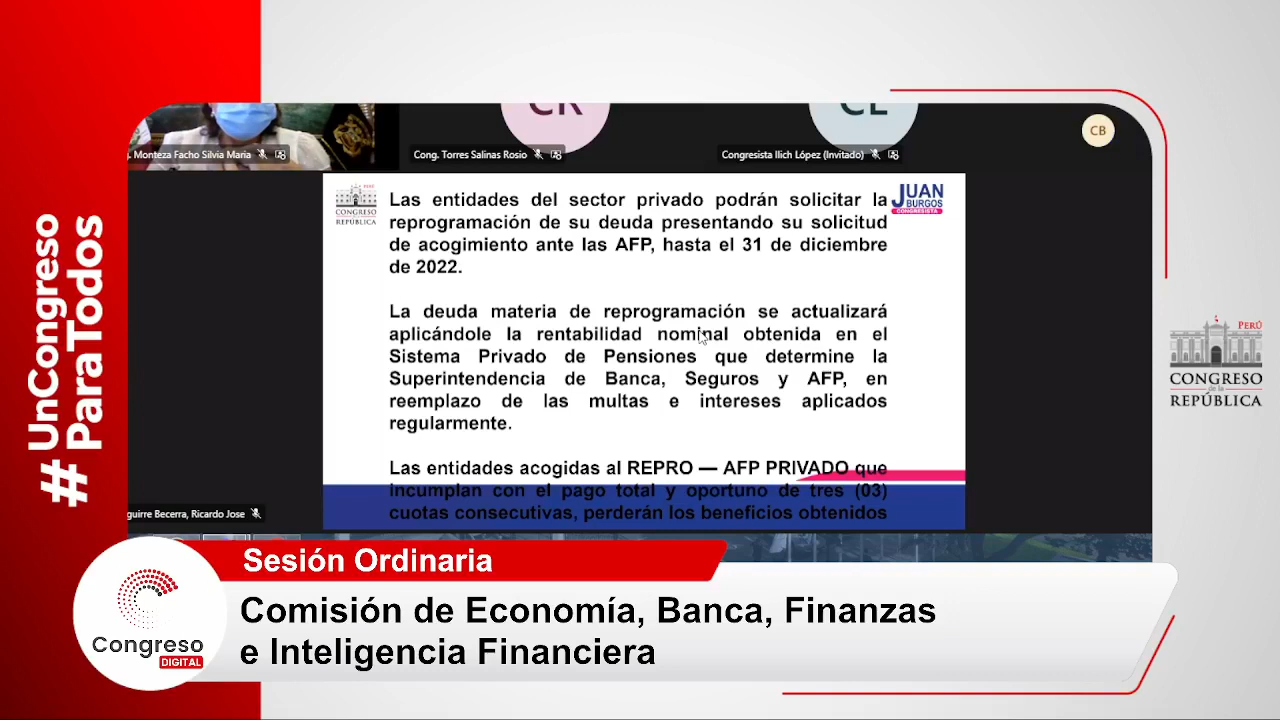 #UnCongreso
ParaTodos
CR
CL
CB
. Monteza Facho Silvia Maria
Cong. Torres Salinas Rosio
Congresista Ilich López (Invitado)
CONGRESO
REPÚBLICA
JUAN
BURGOS
CONGRESISTA
Las entidades del sector privado podrán solicitar la
reprogramación de su deuda presentando su solicitud
de acogimiento ante las AFP, hasta el 31 de diciembre
de 2022.
La deuda materia de reprogramación se actualizará
aplicándole la rentabilidad nominal obtenida en el
Sistema Privado de Pensiones que determine la
Superintendencia de Banca, Seguros y AFP, en
reemplazo de las multas e intereses aplicados
regularmente.
Las entidades acogidas al REPRO — AFP PRIVADO que
incumplan con el pago total y oportuno de tres (03)
cuotas consecutivas, perderán los beneficios obtenidos
guirre Becerra, Ricardo Jose
PERÚ
CONGRESO
de la
REPÚBLICA
Sesión Ordinaria
Comisión de Economía, Banca, Finanzas
e Inteligencia Financiera
Congreso
DIGITAL